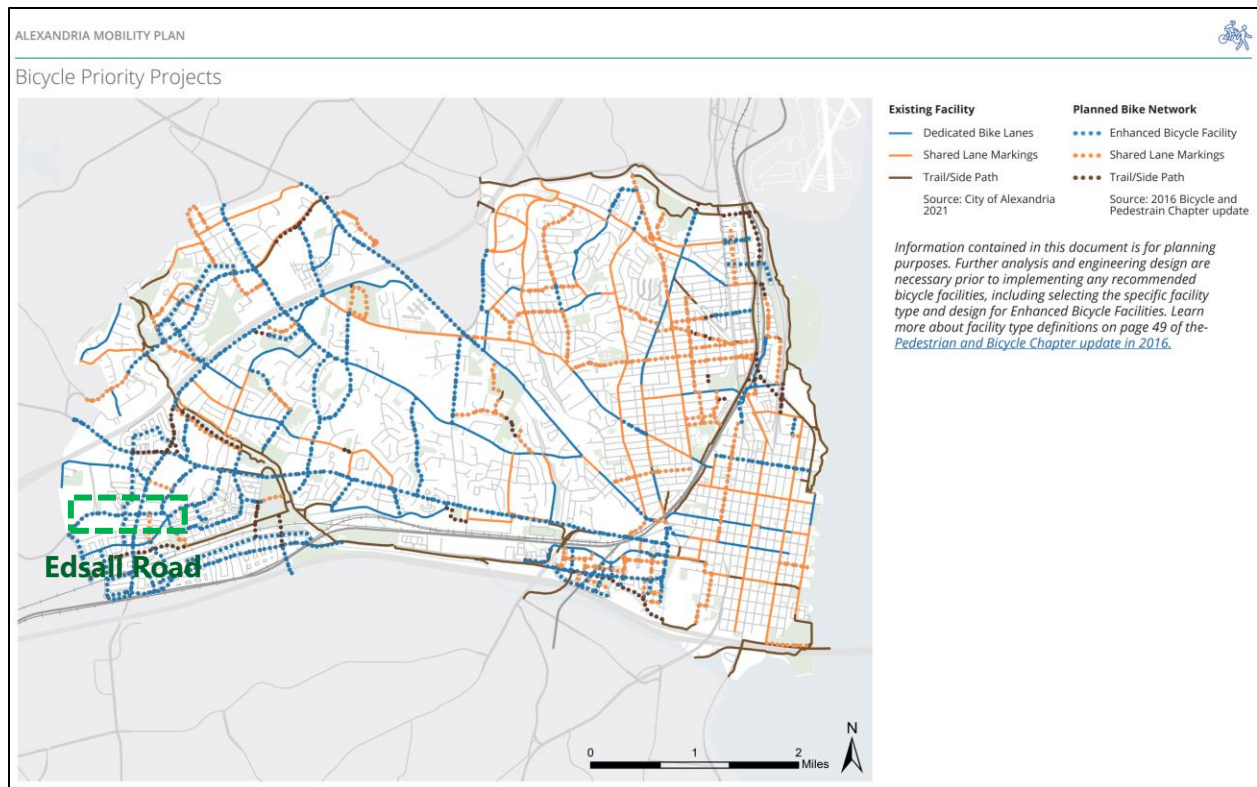 ALEXANDRIA MOBILITY PLAN
Bicycle Priority Projects
Existing Facility
Dedicated Bike Lanes
Shared Lane Markings
Trail/Side Path
Source: City of Alexandria
2021
Planned Bike Network
Enhanced Bicycle Facility
Shared Lane Markings
Trail/Side Path
Source: 2016 Bicycle and
Pedestrain Chapter update
Information contained in this document is for planning
purposes. Further analysis and engineering design are
necessary prior to implementing any recommended
bicycle facilities, including selecting the specific facility
type and design for Enhanced Bicycle Facilities. Learn
more about facility type definitions on page 49 of the-
Pedestrian and Bicycle Chapter update in 2016.
Edsall Road
N
0 1 2
Miles